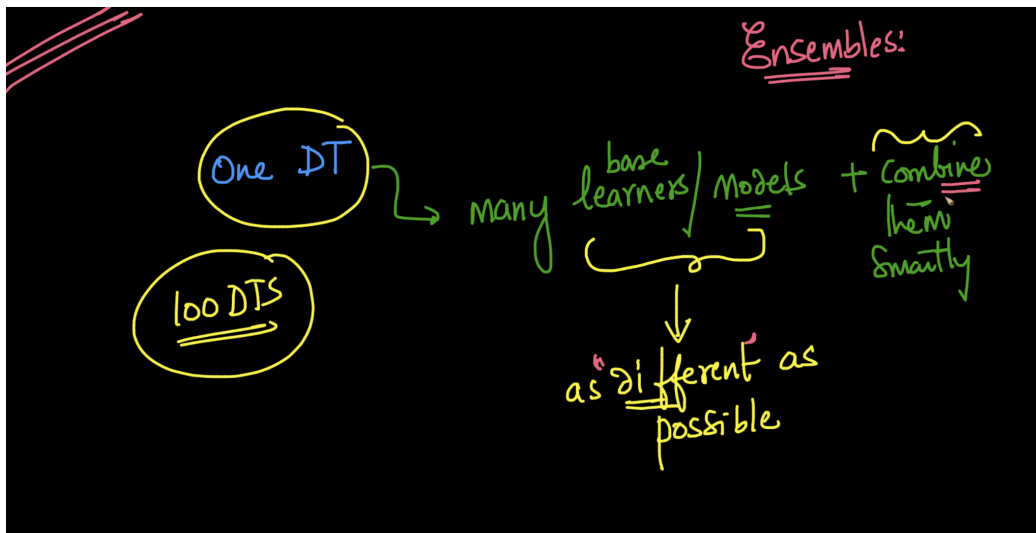 Ensembles:
One DT
many base learners / models + combine them smartly
100 DTS
as "different" as
possible